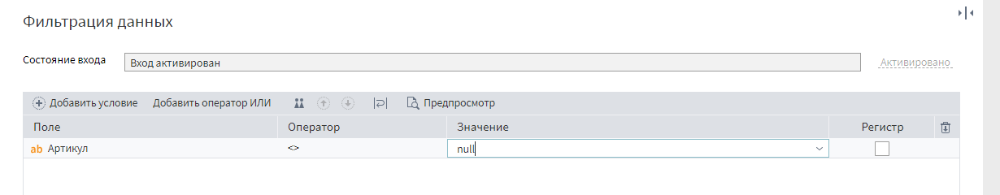 Фильтрация данных
Состояние входа Вход активирован Активировано
Добавить условие Добавить оператор ИЛИ Предпросмотр
Поле Оператор Значение Регистр
ab Артикул <> null